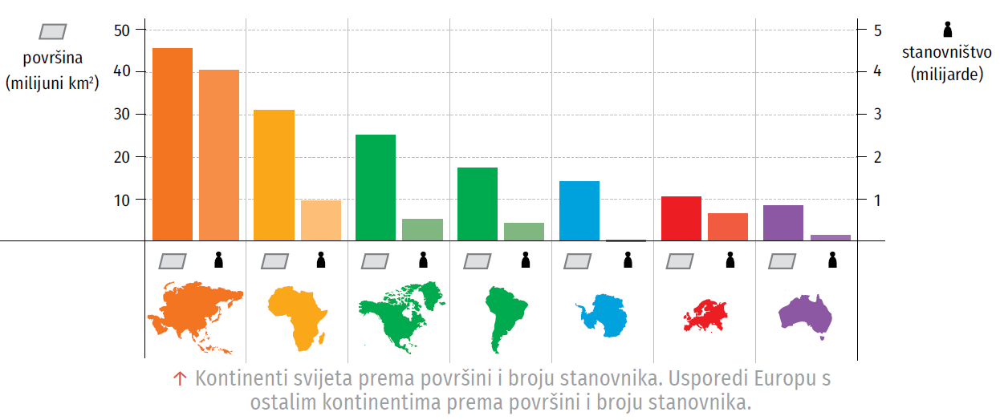 površina
(milijuni km²)
50
40
30
20
10
5
4
3
2
1
stanovništvo
(milijarde)
↑ Kontinenti svijeta prema površini i broju stanovnika. Usporedi Europu s
ostalim kontinentima prema površini i broju stanovnika.